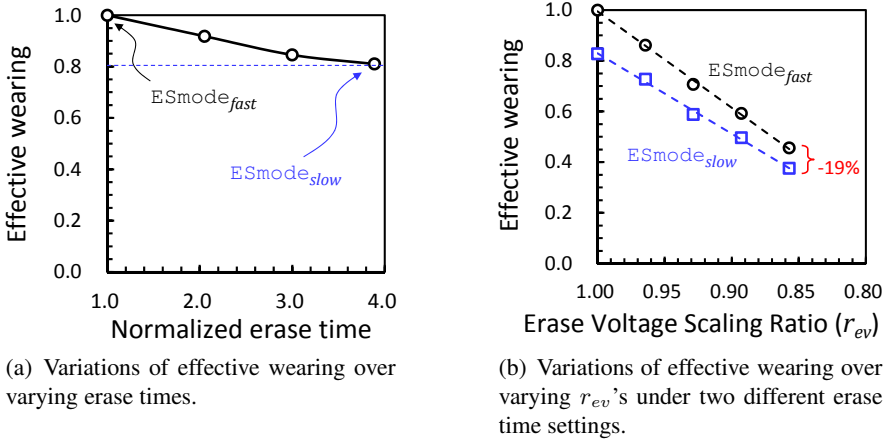 Effective wearing
1.0
0.8
0.6
0.4
0.2
0.0
ESmodefast
ESmodeslow
1.0 2.0 3.0 4.0
Normalized erase time
(a) Variations of effective wearing over
varying erase times.
Effective wearing
1.0
0.8
0.6
0.4
0.2
0.0
ESmodefast
ESmodeslow
-19%
1.00 0.95 0.90 0.85 0.80
Erase Voltage Scaling Ratio (rev)
(b) Variations of effective wearing over
varying rev's under two different erase
time settings.